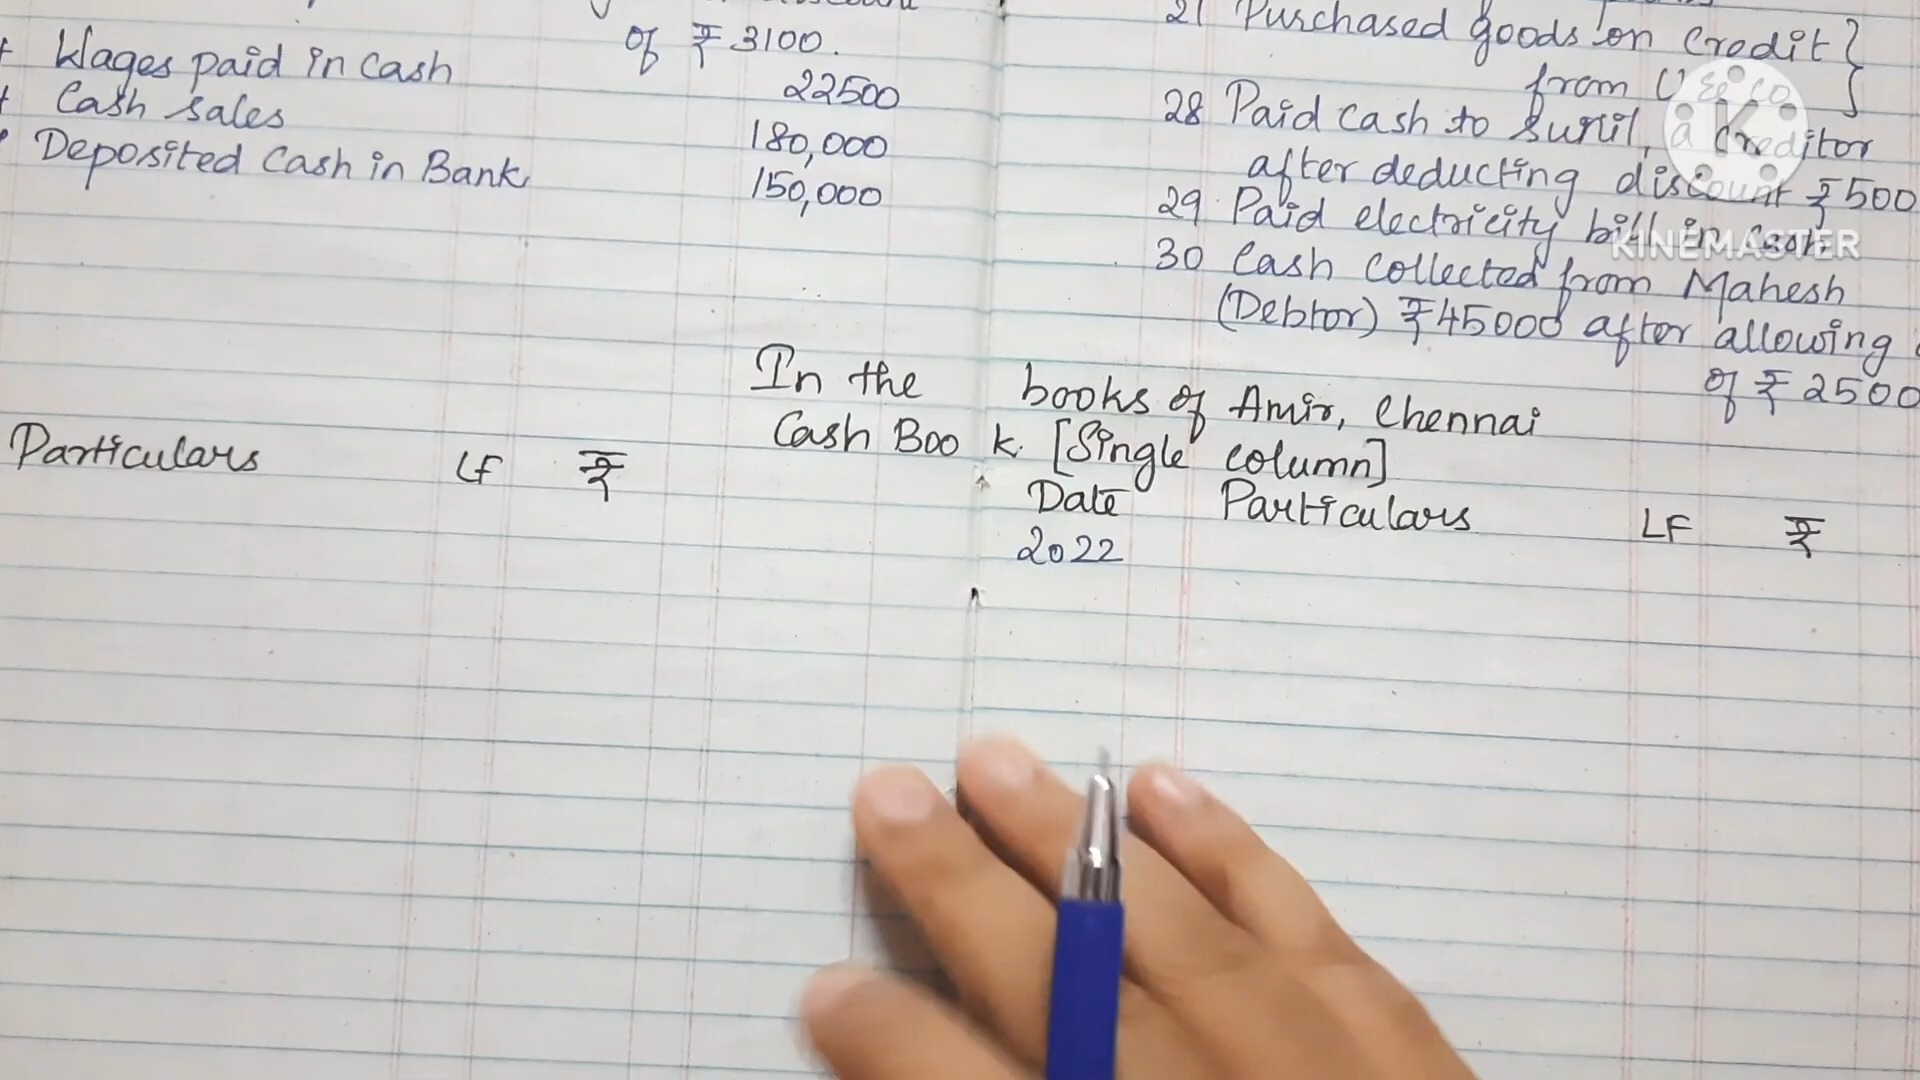 of ₹ 3100.
Wages paid in cash 22500
Cash sales 180,000
Deposited Cash in Bank 150,000
21 Purchased goods on credit
from
28 Paid cash to Sunil, a creditor
after deducting discount ₹500
29 Paid electricity bill in cash
30 Cash collected from Mahesh
(Debtor) ₹45000 after allowing
of ₹ 2500
KINEMASTER
In the books of Amir, Chennai
Cash Boo k. [Single column]
Particulars LF ₹
Date Particulars LF ₹
2022